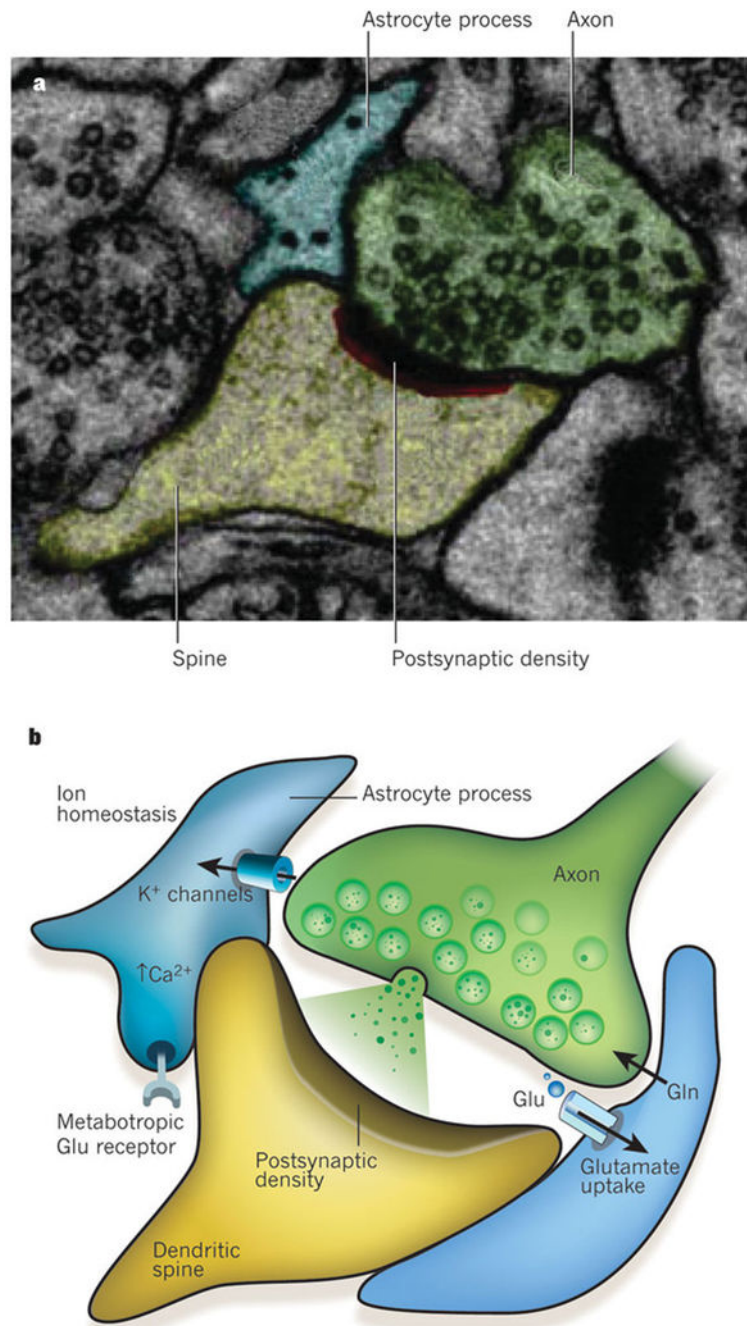 Astrocyte process
Axon
a
Spine
Postsynaptic density
b
Ion
homeostasis
Astrocyte process
K⁺ channels
Axon
↑Ca²⁺
Glu
Gln
Metabotropic
Glu receptor
Postsynaptic
density
Glutamate
uptake
Dendritic
spine